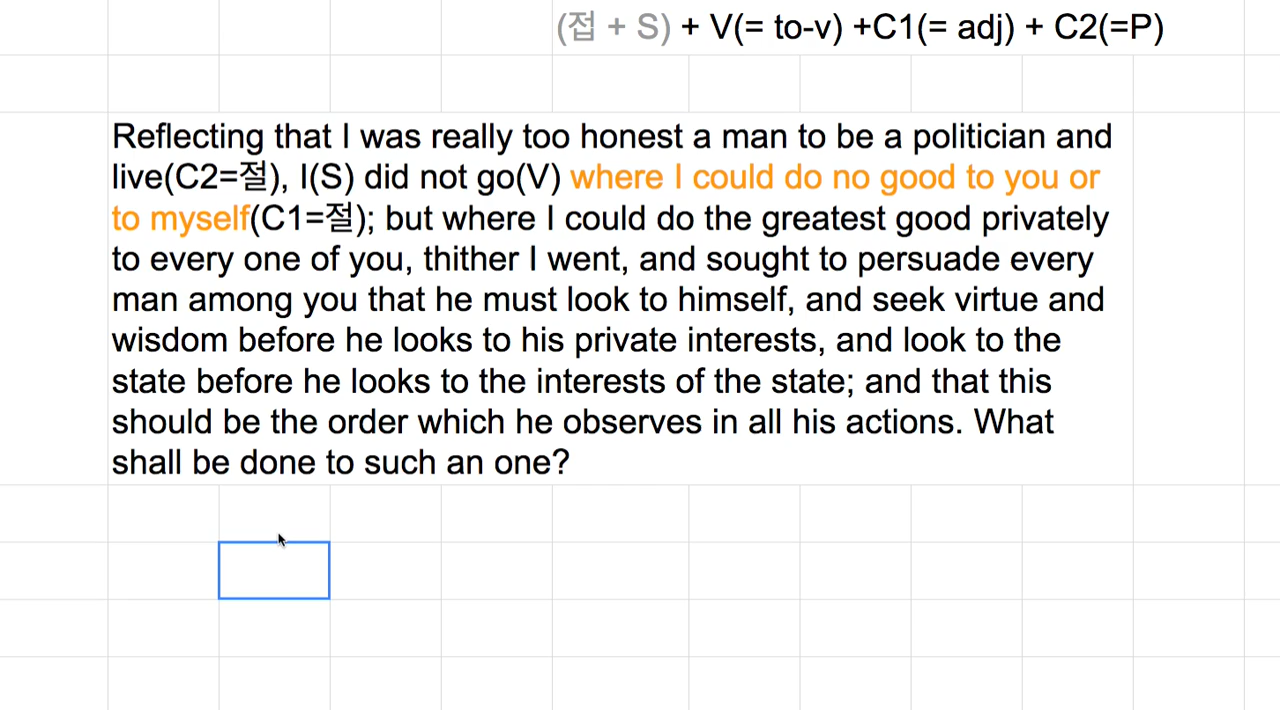 (접 + S) + V(= to-v) +C1(= adj) + C2(=P)
Reflecting that I was really too honest a man to be a politician and
live(C2=절), I(S) did not go(V) where I could do no good to you or
to myself(C1=절); but where I could do the greatest good privately
to every one of you, thither I went, and sought to persuade every
man among you that he must look to himself, and seek virtue and
wisdom before he looks to his private interests, and look to the
state before he looks to the interests of the state; and that this
should be the order which he observes in all his actions. What
shall be done to such an one?